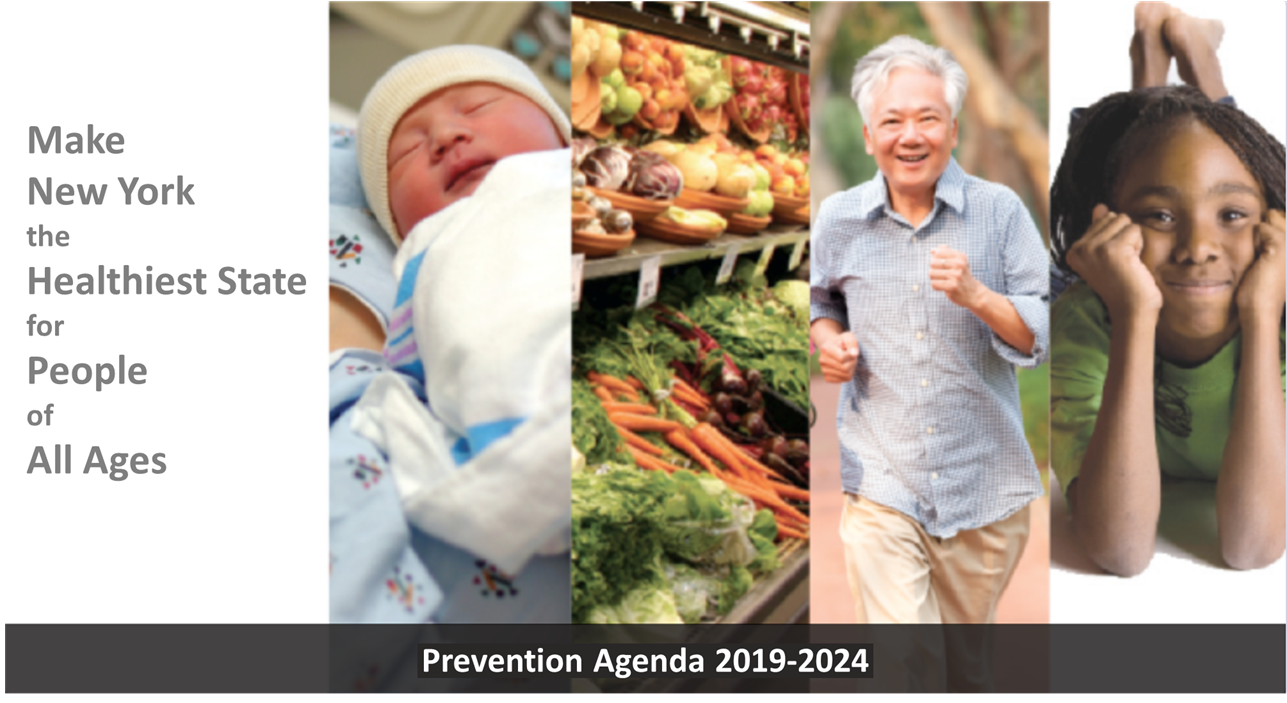 Make
New York
the
Healthiest State
for
People
of
All Ages
Prevention Agenda 2019-2024